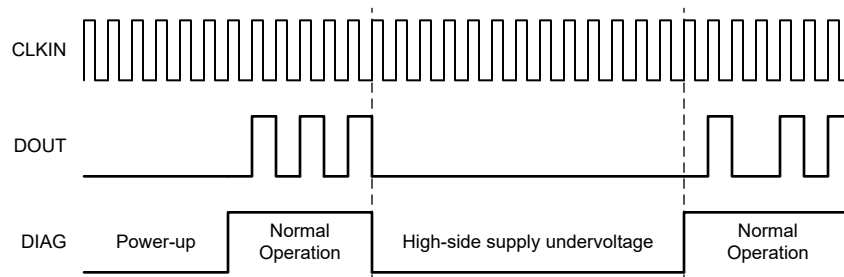 CLKIN
DOUT
DIAG
Power-up
Normal
Operation
High-side supply undervoltage
Normal
Operation